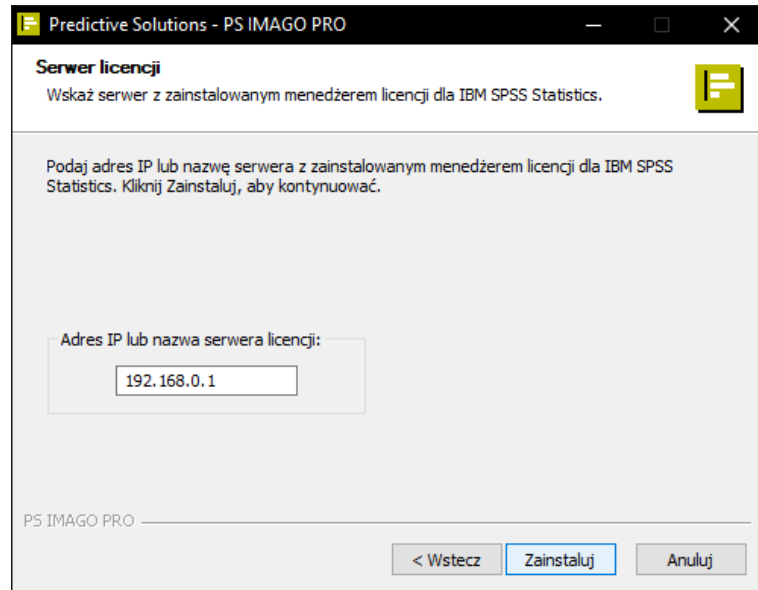 Predictive Solutions - PS IMAGO PRO
Serwer licencji
Wskaż serwer z zainstalowanym menedżerem licencji dla IBM SPSS Statistics.
Podaj adres IP lub nazwę serwera z zainstalowanym menedżerem licencji dla IBM SPSS
Statistics. Kliknij Zainstaluj, aby kontynuować.
Adres IP lub nazwa serwera licencji:
192.168.0.1
PS IMAGO PRO
< Wstecz Zainstaluj Anuluj